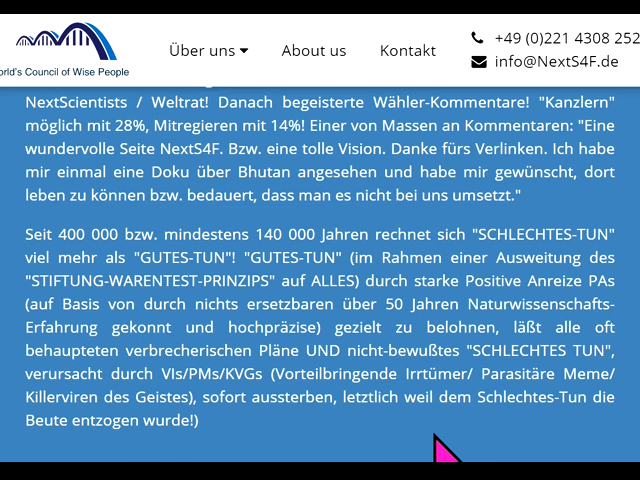 Über uns About us Kontakt
+49 (0)221 4308 252
info@NextS4F.de
Council of Wise People
NextScientists / Weltrat! Danach begeisterte Wähler-Kommentare! "Kanzlern"
möglich mit 28%, Mitregieren mit 14%! Einer von Massen an Kommentaren: "Eine
wundervolle Seite NextS4F. Bzw. eine tolle Vision. Danke fürs Verlinken. Ich habe
mir einmal eine Doku über Bhutan angesehen und habe mir gewünscht, dort
leben zu können bzw. bedauert, dass man es nicht bei uns umsetzt."
Seit 400 000 bzw. mindestens 140 000 Jahren rechnet sich "SCHLECHTES-TUN"
viel mehr als "GUTES-TUN"! "GUTES-TUN" (im Rahmen einer Ausweitung des
"STIFTUNG-WARENTEST-PRINZIPS" auf ALLES) durch starke Positive Anreize PAs
(auf Basis von durch nichts ersetzbaren über 50 Jahren Naturwissenschafts-
Erfahrung gekonnt und hochpräzise) gezielt zu belohnen, läßt alle oft
behaupteten verbrecherischen Pläne UND nicht-bewußtes "SCHLECHTES TUN",
verursacht durch VIs/PMs/KVGs (Vorteilbringende Irrtümer/ Parasitäre Meme/
Killerviren des Geistes), sofort aussterben, letztlich weil dem Schlechtes-Tun die
Beute entzogen wurde!)